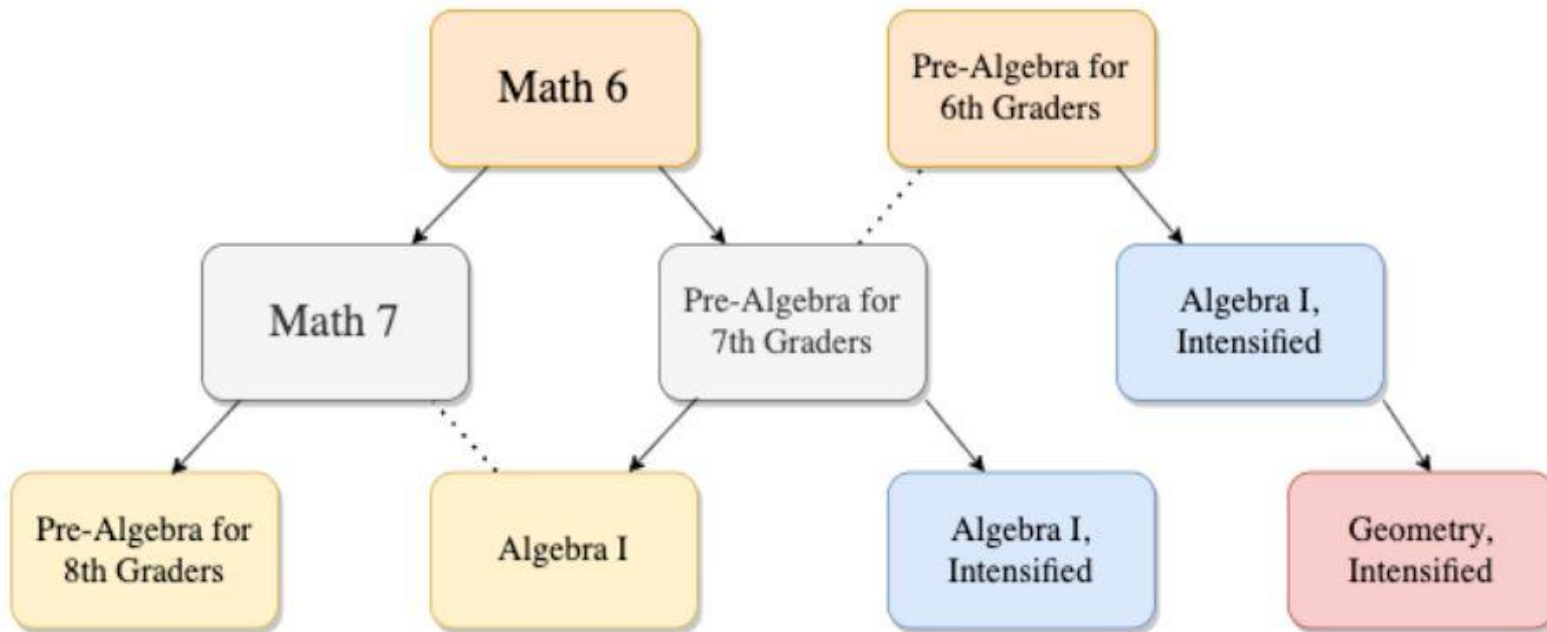 Math 6
Pre-Algebra for
6th Graders
Math 7
Pre-Algebra for
7th Graders
Algebra I,
Intensified
Pre-Algebra for
8th Graders
Algebra I
Algebra I,
Intensified
Geometry,
Intensified